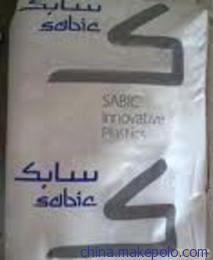 سابك
sabic
SABIC
Innovative
Plastics
سابك
sabic
china.makepolo.com